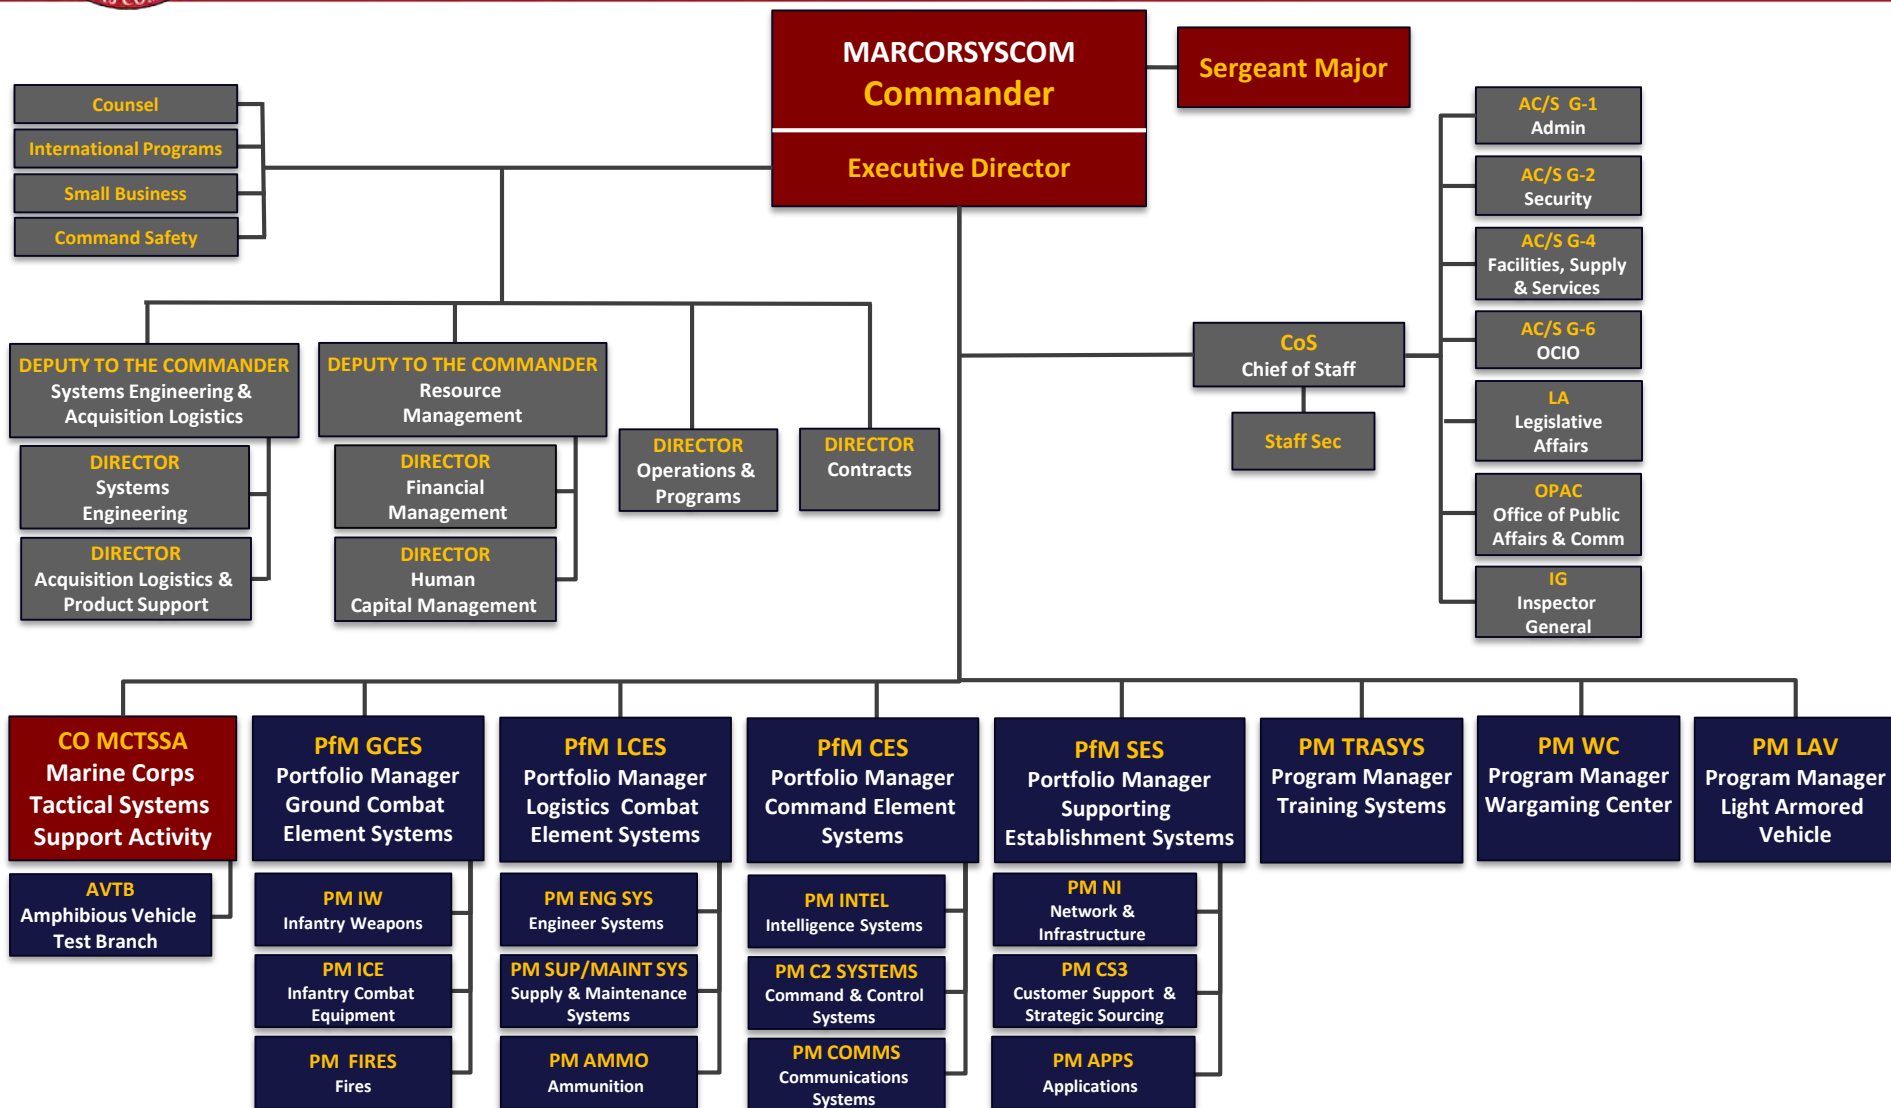 MARCORSYSCOM
Commander
Executive Director
Sergeant Major
Counsel
International Programs
Small Business
Command Safety
AC/S G-1
Admin
AC/S G-2
Security
AC/S G-4
Facilities, Supply
& Services
AC/S G-6
OCIO
LA
Legislative
Affairs
OPAC
Office of Public
Affairs & Comm
IG
Inspector
General
CoS
Chief of Staff
Staff Sec
DEPUTY TO THE COMMANDER
Systems Engineering &
Acquisition Logistics
DIRECTOR
Systems
Engineering
DIRECTOR
Acquisition Logistics &
Product Support
DEPUTY TO THE COMMANDER
Resource
Management
DIRECTOR
Financial
Management
DIRECTOR
Human
Capital Management
DIRECTOR
Operations &
Programs
DIRECTOR
Contracts
CO MCTSSA
Marine Corps
Tactical Systems
Support Activity
AVTB
Amphibious Vehicle
Test Branch
PfM GCES
Portfolio Manager
Ground Combat
Element Systems
PM IW
Infantry Weapons
PM ICE
Infantry Combat
Equipment
PM FIRES
Fires
PfM LCES
Portfolio Manager
Logistics Combat
Element Systems
PM ENG SYS
Engineer Systems
PM SUP/MAINT SYS
Supply & Maintenance
Systems
PM AMMO
Ammunition
PfM CES
Portfolio Manager
Command Element
Systems
PM INTEL
Intelligence Systems
PM C2 SYSTEMS
Command & Control
Systems
PM COMMS
Communications
Systems
PfM SES
Portfolio Manager
Supporting
Establishment Systems
PM NI
Network &
Infrastructure
PM CS3
Customer Support &
Strategic Sourcing
PM APPS
Applications
PM TRASYS
Program Manager
Training Systems
PM WC
Program Manager
Wargaming Center
PM LAV
Program Manager
Light Armored
Vehicle